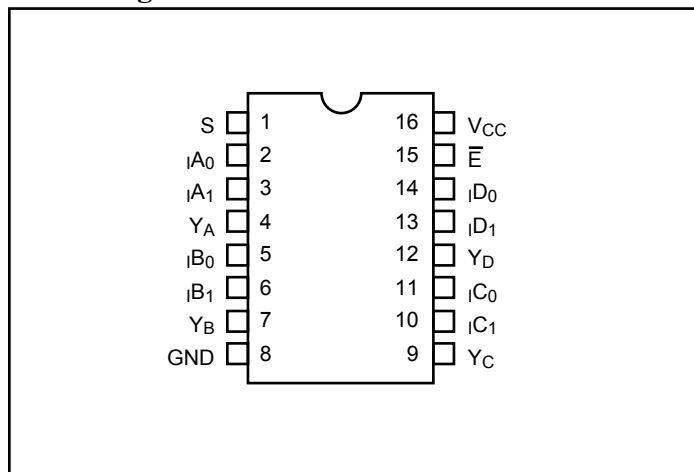 S 1 16 VCC
IA0 2 15 E̅
IA1 3 14 ID0
YA 4 13 ID1
IB0 5 12 YD
IB1 6 11 IC0
YB 7 10 IC1
GND 8 9 YC